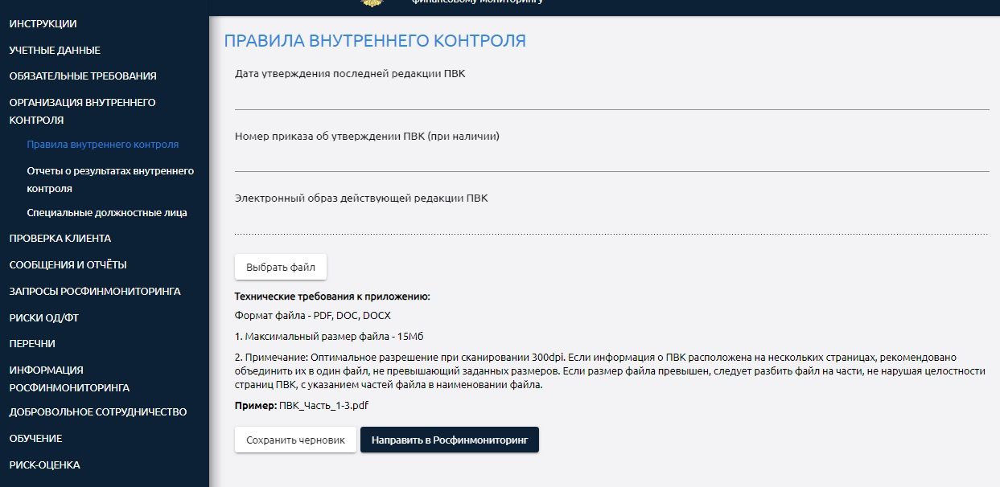 финансовому мониторингу
ИНСТРУКЦИИ
УЧЕТНЫЕ ДАННЫЕ
ОБЯЗАТЕЛЬНЫЕ ТРЕБОВАНИЯ
ОРГАНИЗАЦИЯ ВНУТРЕННЕГО
КОНТРОЛЯ
Правила внутреннего контроля
Отчеты о результатах внутреннего
контроля
Специальные должностные лица
ПРОВЕРКА КЛИЕНТА
СООБЩЕНИЯ И ОТЧЁТЫ
ЗАПРОСЫ РОСФИНМОНИТОРИНГА
РИСКИ ОД/ФТ
ПЕРЕЧНИ
ИНФОРМАЦИЯ
РОСФИНМОНИТОРИНГА
ДОБРОВОЛЬНОЕ СОТРУДНИЧЕСТВО
ОБУЧЕНИЕ
РИСК-ОЦЕНКА
ПРАВИЛА ВНУТРЕННЕГО КОНТРОЛЯ
Дата утверждения последней редакции ПВК
Номер приказа об утверждении ПВК (при наличии)
Электронный образ действующей редакции ПВК
Выбрать файл
Технические требования к приложению:
Формат файла - PDF, DOC, DOCX
1. Максимальный размер файла - 15Мб
2. Примечание: Оптимальное разрешение при сканировании 300dpi. Если информация о ПВК расположена на нескольких страницах, рекомендовано
объединить их в один файл, не превышающий заданных размеров. Если размер файла превышен, следует разбить файл на части, не нарушая целостности
страниц ПВК, с указанием частей файла в наименовании файла.
Пример: ПВК_Часть_1-3.pdf
Сохранить черновик
Направить в Росфинмониторинг